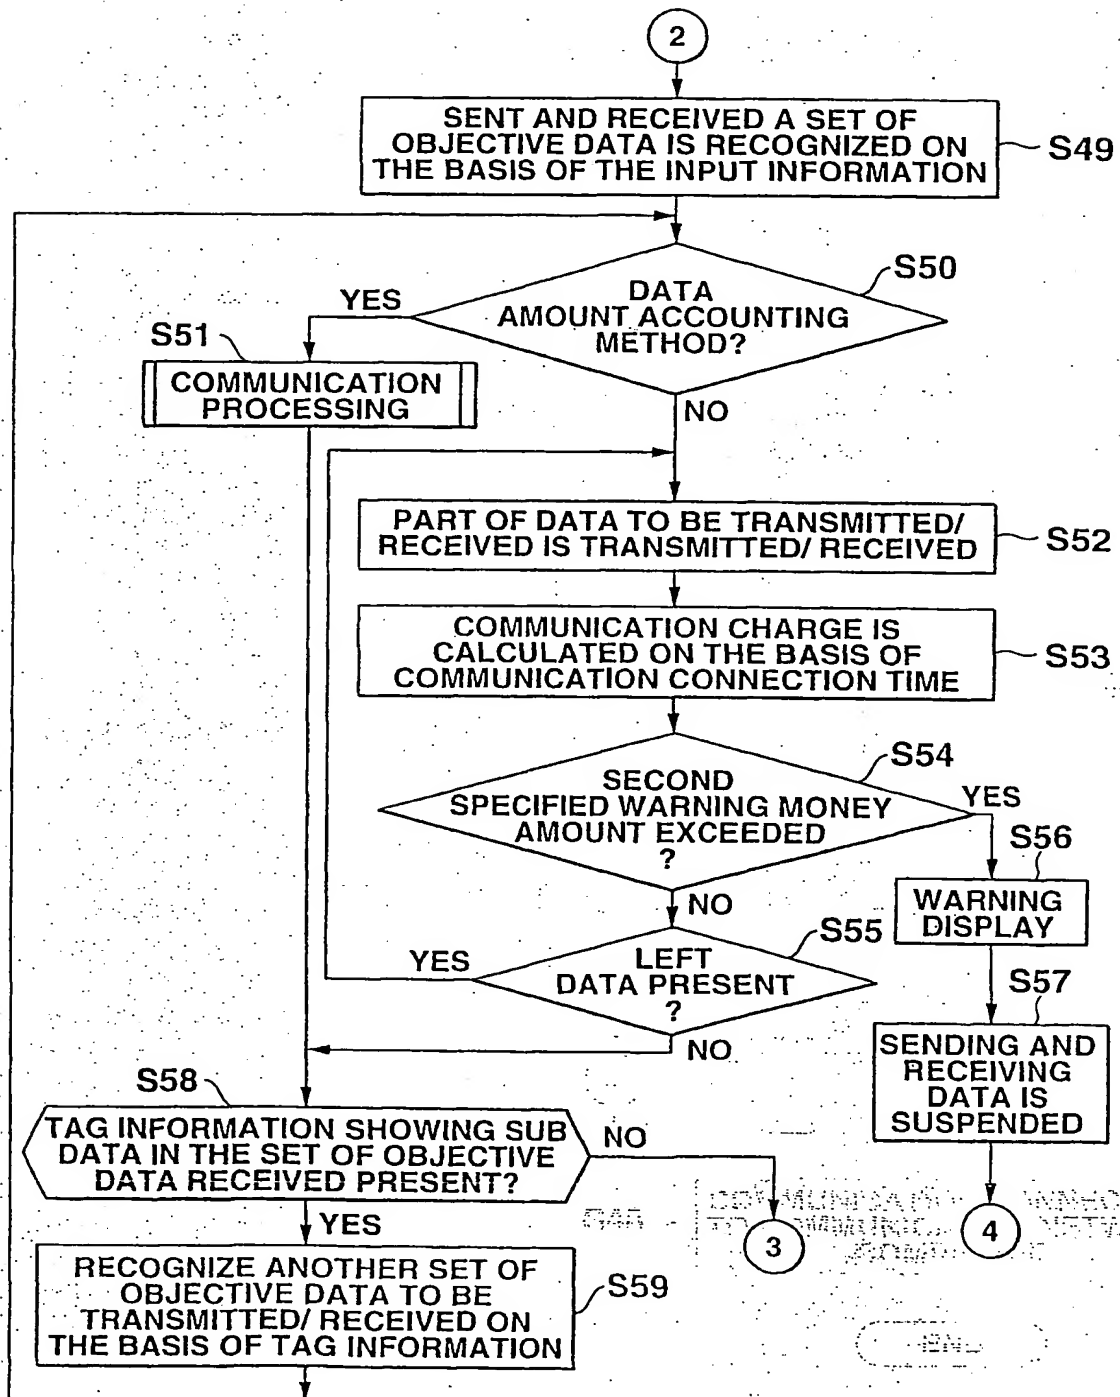 2
SENT AND RECEIVED A SET OF
OBJECTIVE DATA IS RECOGNIZED ON
THE BASIS OF THE INPUT INFORMATION
S49
S50
DATA
AMOUNT ACCOUNTING
METHOD?
YES
S51
COMMUNICATION
PROCESSING
NO
PART OF DATA TO BE TRANSMITTED/
RECEIVED IS TRANSMITTED/ RECEIVED
S52
COMMUNICATION CHARGE IS
CALCULATED ON THE BASIS OF
COMMUNICATION CONNECTION TIME
S53
S54
SECOND
SPECIFIED WARNING MONEY
AMOUNT EXCEEDED
?
YES
S56
WARNING
DISPLAY
NO
S55
LEFT
DATA PRESENT
?
YES
NO
S57
SENDING AND
RECEIVING
DATA IS
SUSPENDED
4
S58
TAG INFORMATION SHOWING SUB
DATA IN THE SET OF OBJECTIVE
DATA RECEIVED PRESENT?
NO
3
YES
RECOGNIZE ANOTHER SET OF
OBJECTIVE DATA TO BE
TRANSMITTED/ RECEIVED ON
THE BASIS OF TAG INFORMATION
S59